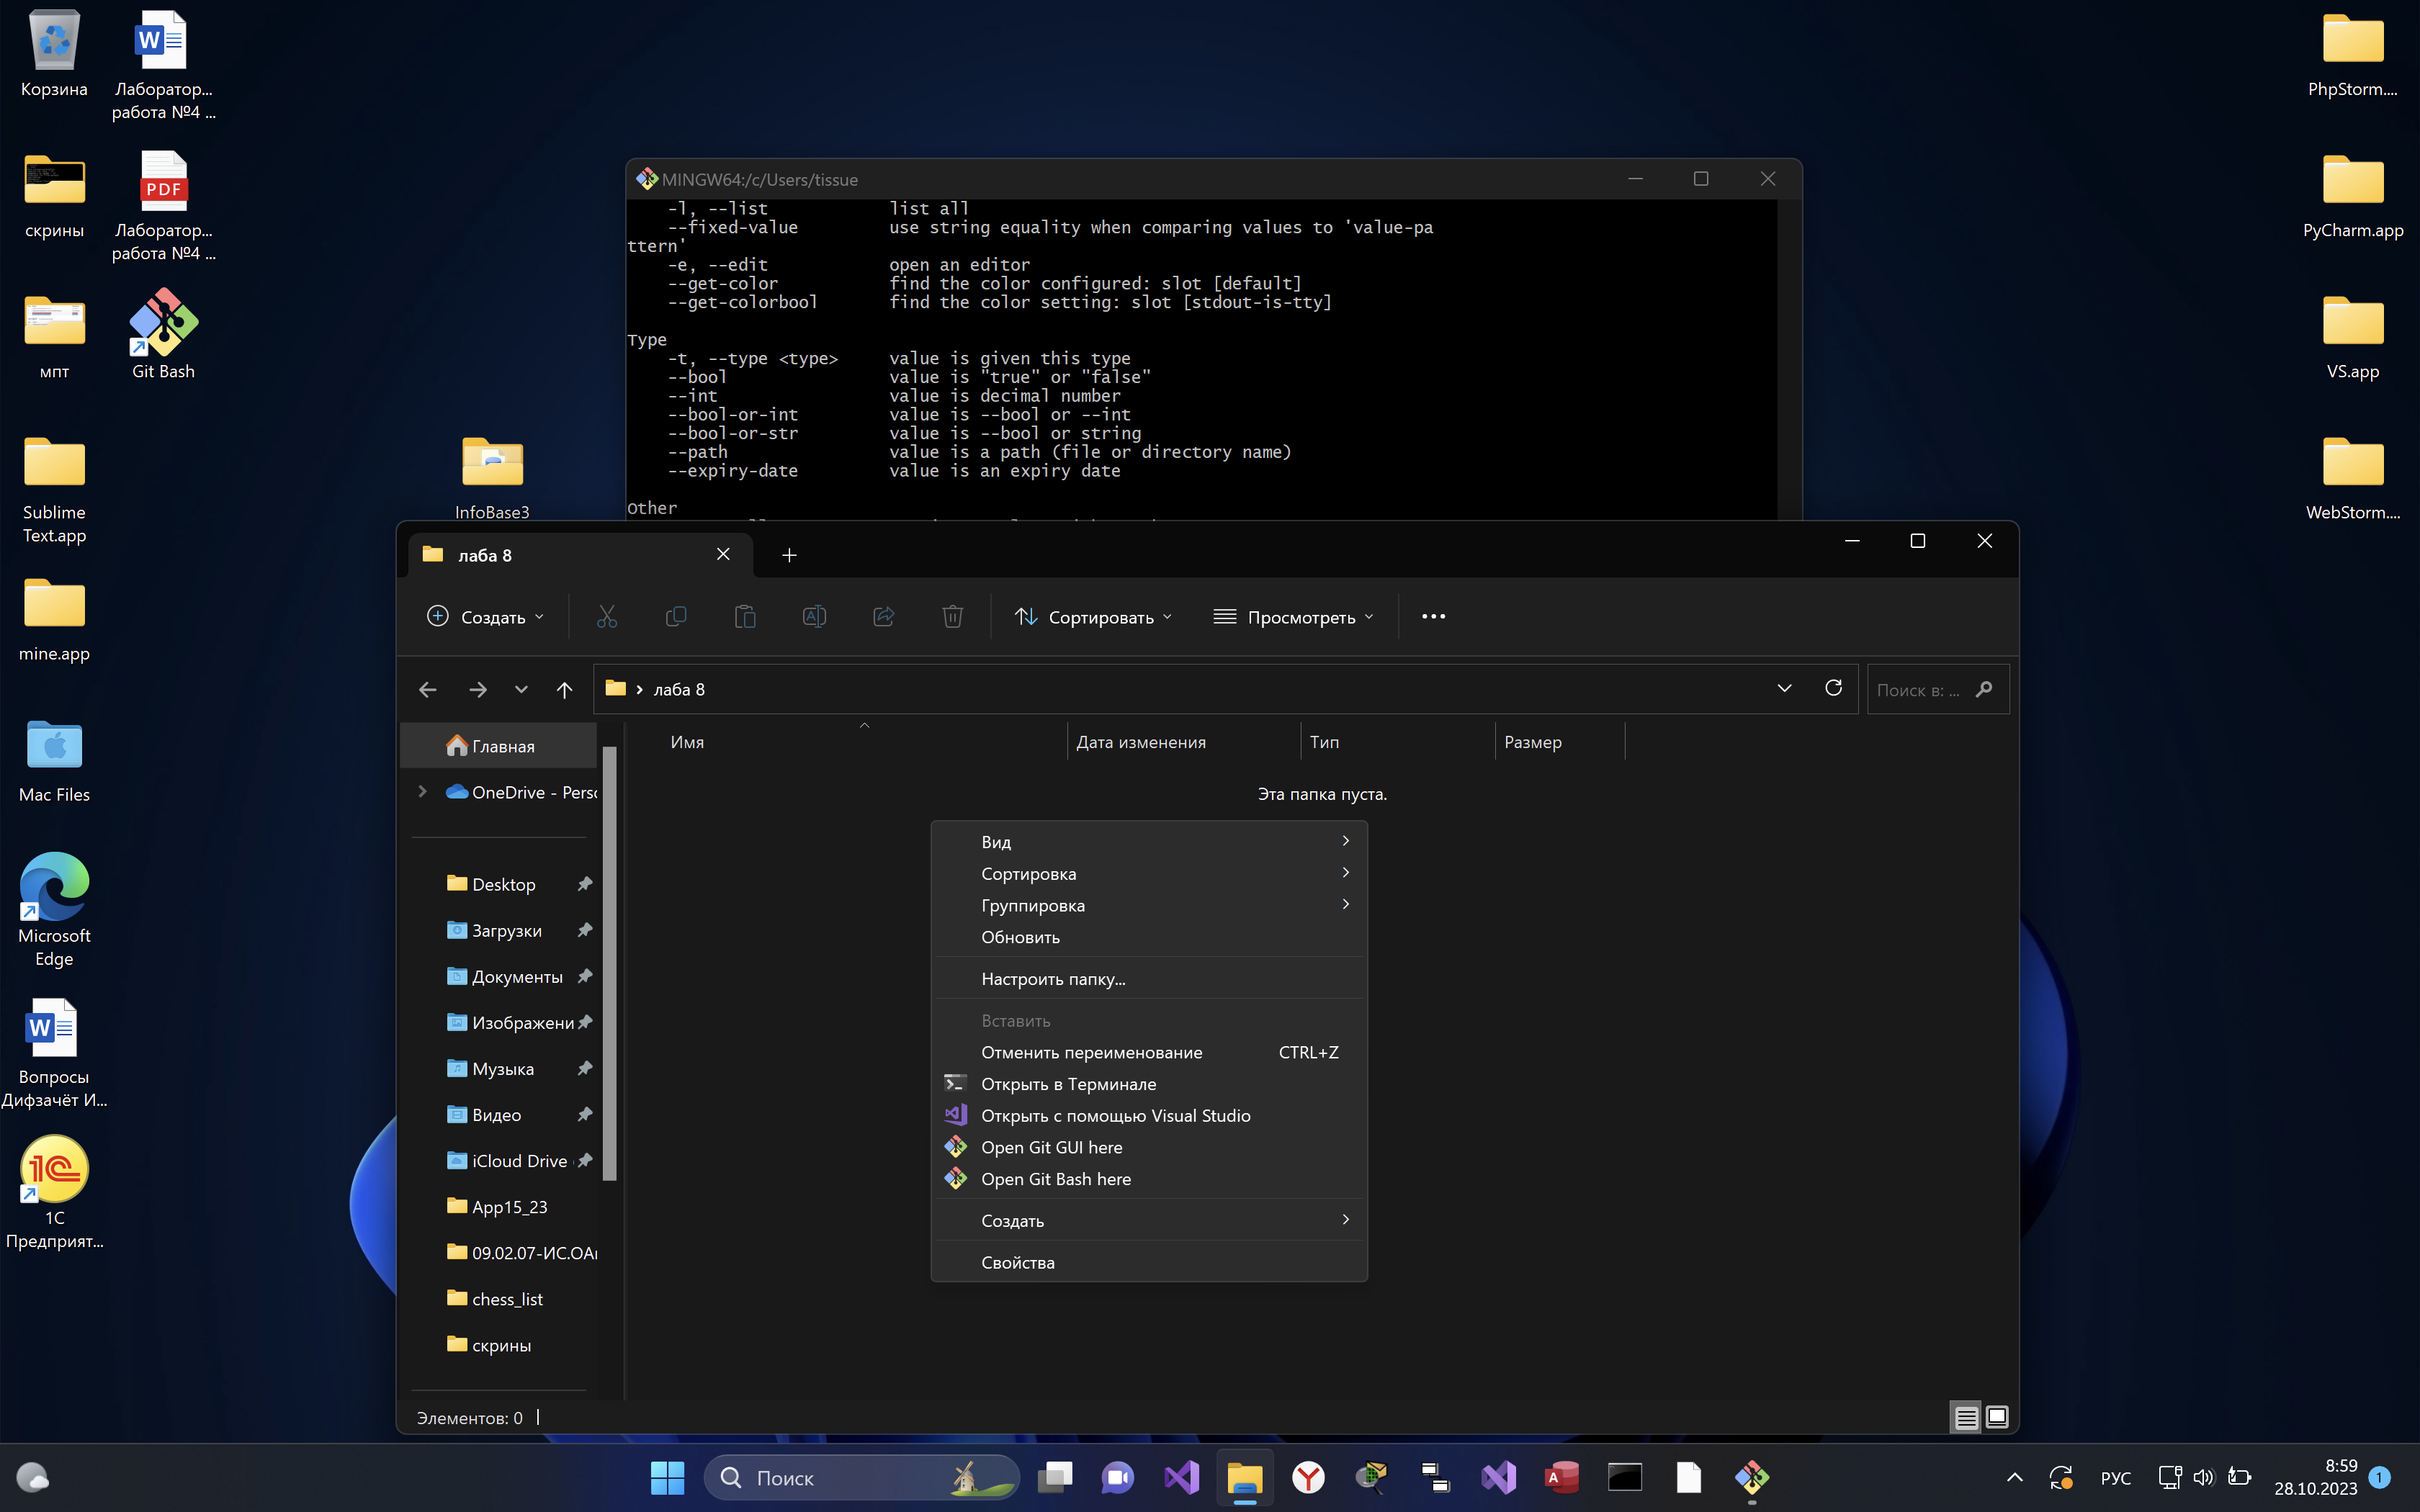 Корзина
Лаборатор...
работа №4 ...
скрины
Лаборатор...
работа №4 ...
мпт
Git Bash
Sublime
Text.app
InfoBase3
mine.app
Mac Files
Microsoft
Edge
Вопросы
Дифзачёт И...
1С
Предприят...
PhpStorm....
PyCharm.app
VS.app
WebStorm....
MINGW64:/c/Users/tissue
-l, --list list all
--fixed-value use string equality when comparing values to 'value-pa
ttern'
-e, --edit open an editor
--get-color find the color configured: slot [default]
--get-colorbool find the color setting: slot [stdout-is-tty]
Type
-t, --type <type> value is given this type
--bool value is "true" or "false"
--int value is decimal number
--bool-or-int value is --bool or --int
--bool-or-str value is --bool or string
--path value is a path (file or directory name)
--expiry-date value is an expiry date
Other
лаба 8
Создать
Сортировать
Просмотреть
лаба 8
Поиск в: ...
Имя
Дата изменения
Тип
Размер
Эта папка пуста.
Главная
OneDrive - Perso
Desktop
Загрузки
Документы
Изображени
Музыка
Видео
iCloud Drive
App15_23
09.02.07-ИС.ОА
chess_list
скрины
Элементов: 0
Вид
Сортировка
Группировка
Обновить
Настроить папку...
Вставить
Отменить переименование CTRL+Z
Открыть в Терминале
Открыть с помощью Visual Studio
Open Git GUI here
Open Git Bash here
Создать
Свойства
Поиск
РУС
8:59
28.10.2023
1